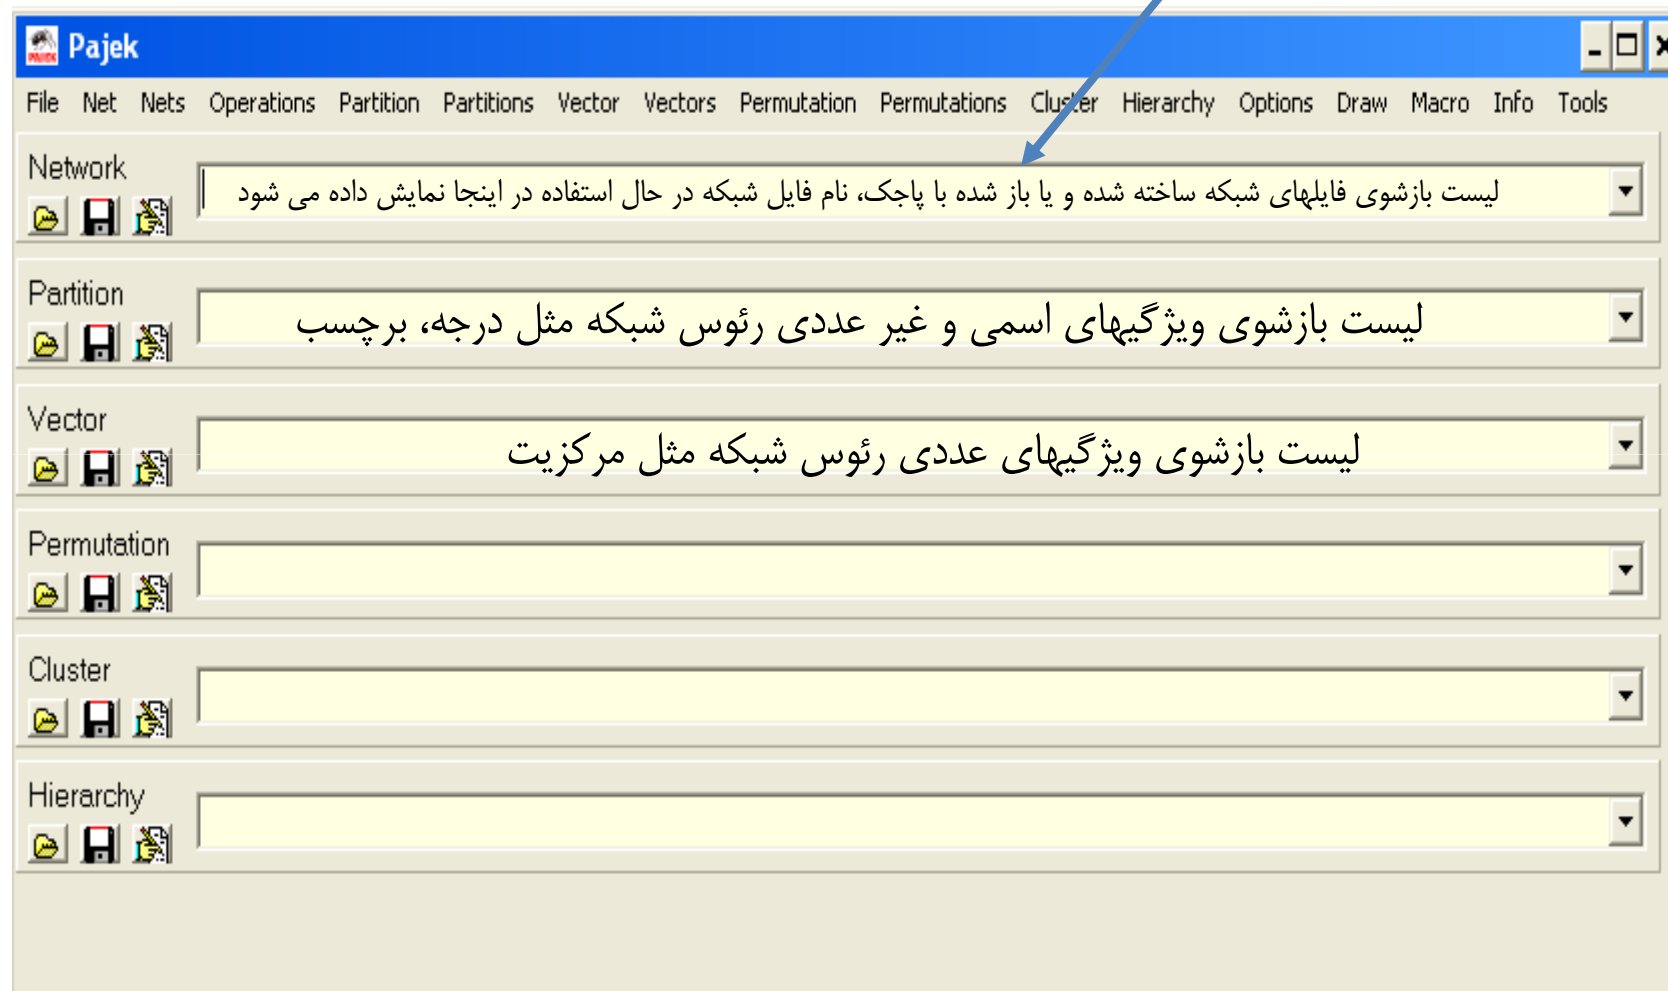 Pajek
File Net Nets Operations Partition Partitions Vector Vectors Permutation Permutations Cluster Hierarchy Options Draw Macro Info Tools
Network
لیست بازشوی فایلهای شبکه ساخته شده و یا باز شده با پاجک، نام فایل شبکه در حال استفاده در اینجا نمایش داده می شود
Partition
لیست بازشوی ویژگیهای اسمی و غیر عددی رئوس شبکه مثل درجه، برچسب
Vector
لیست بازشوی ویژگیهای عددی رئوس شبکه مثل مرکزیت
Permutation
Cluster
Hierarchy